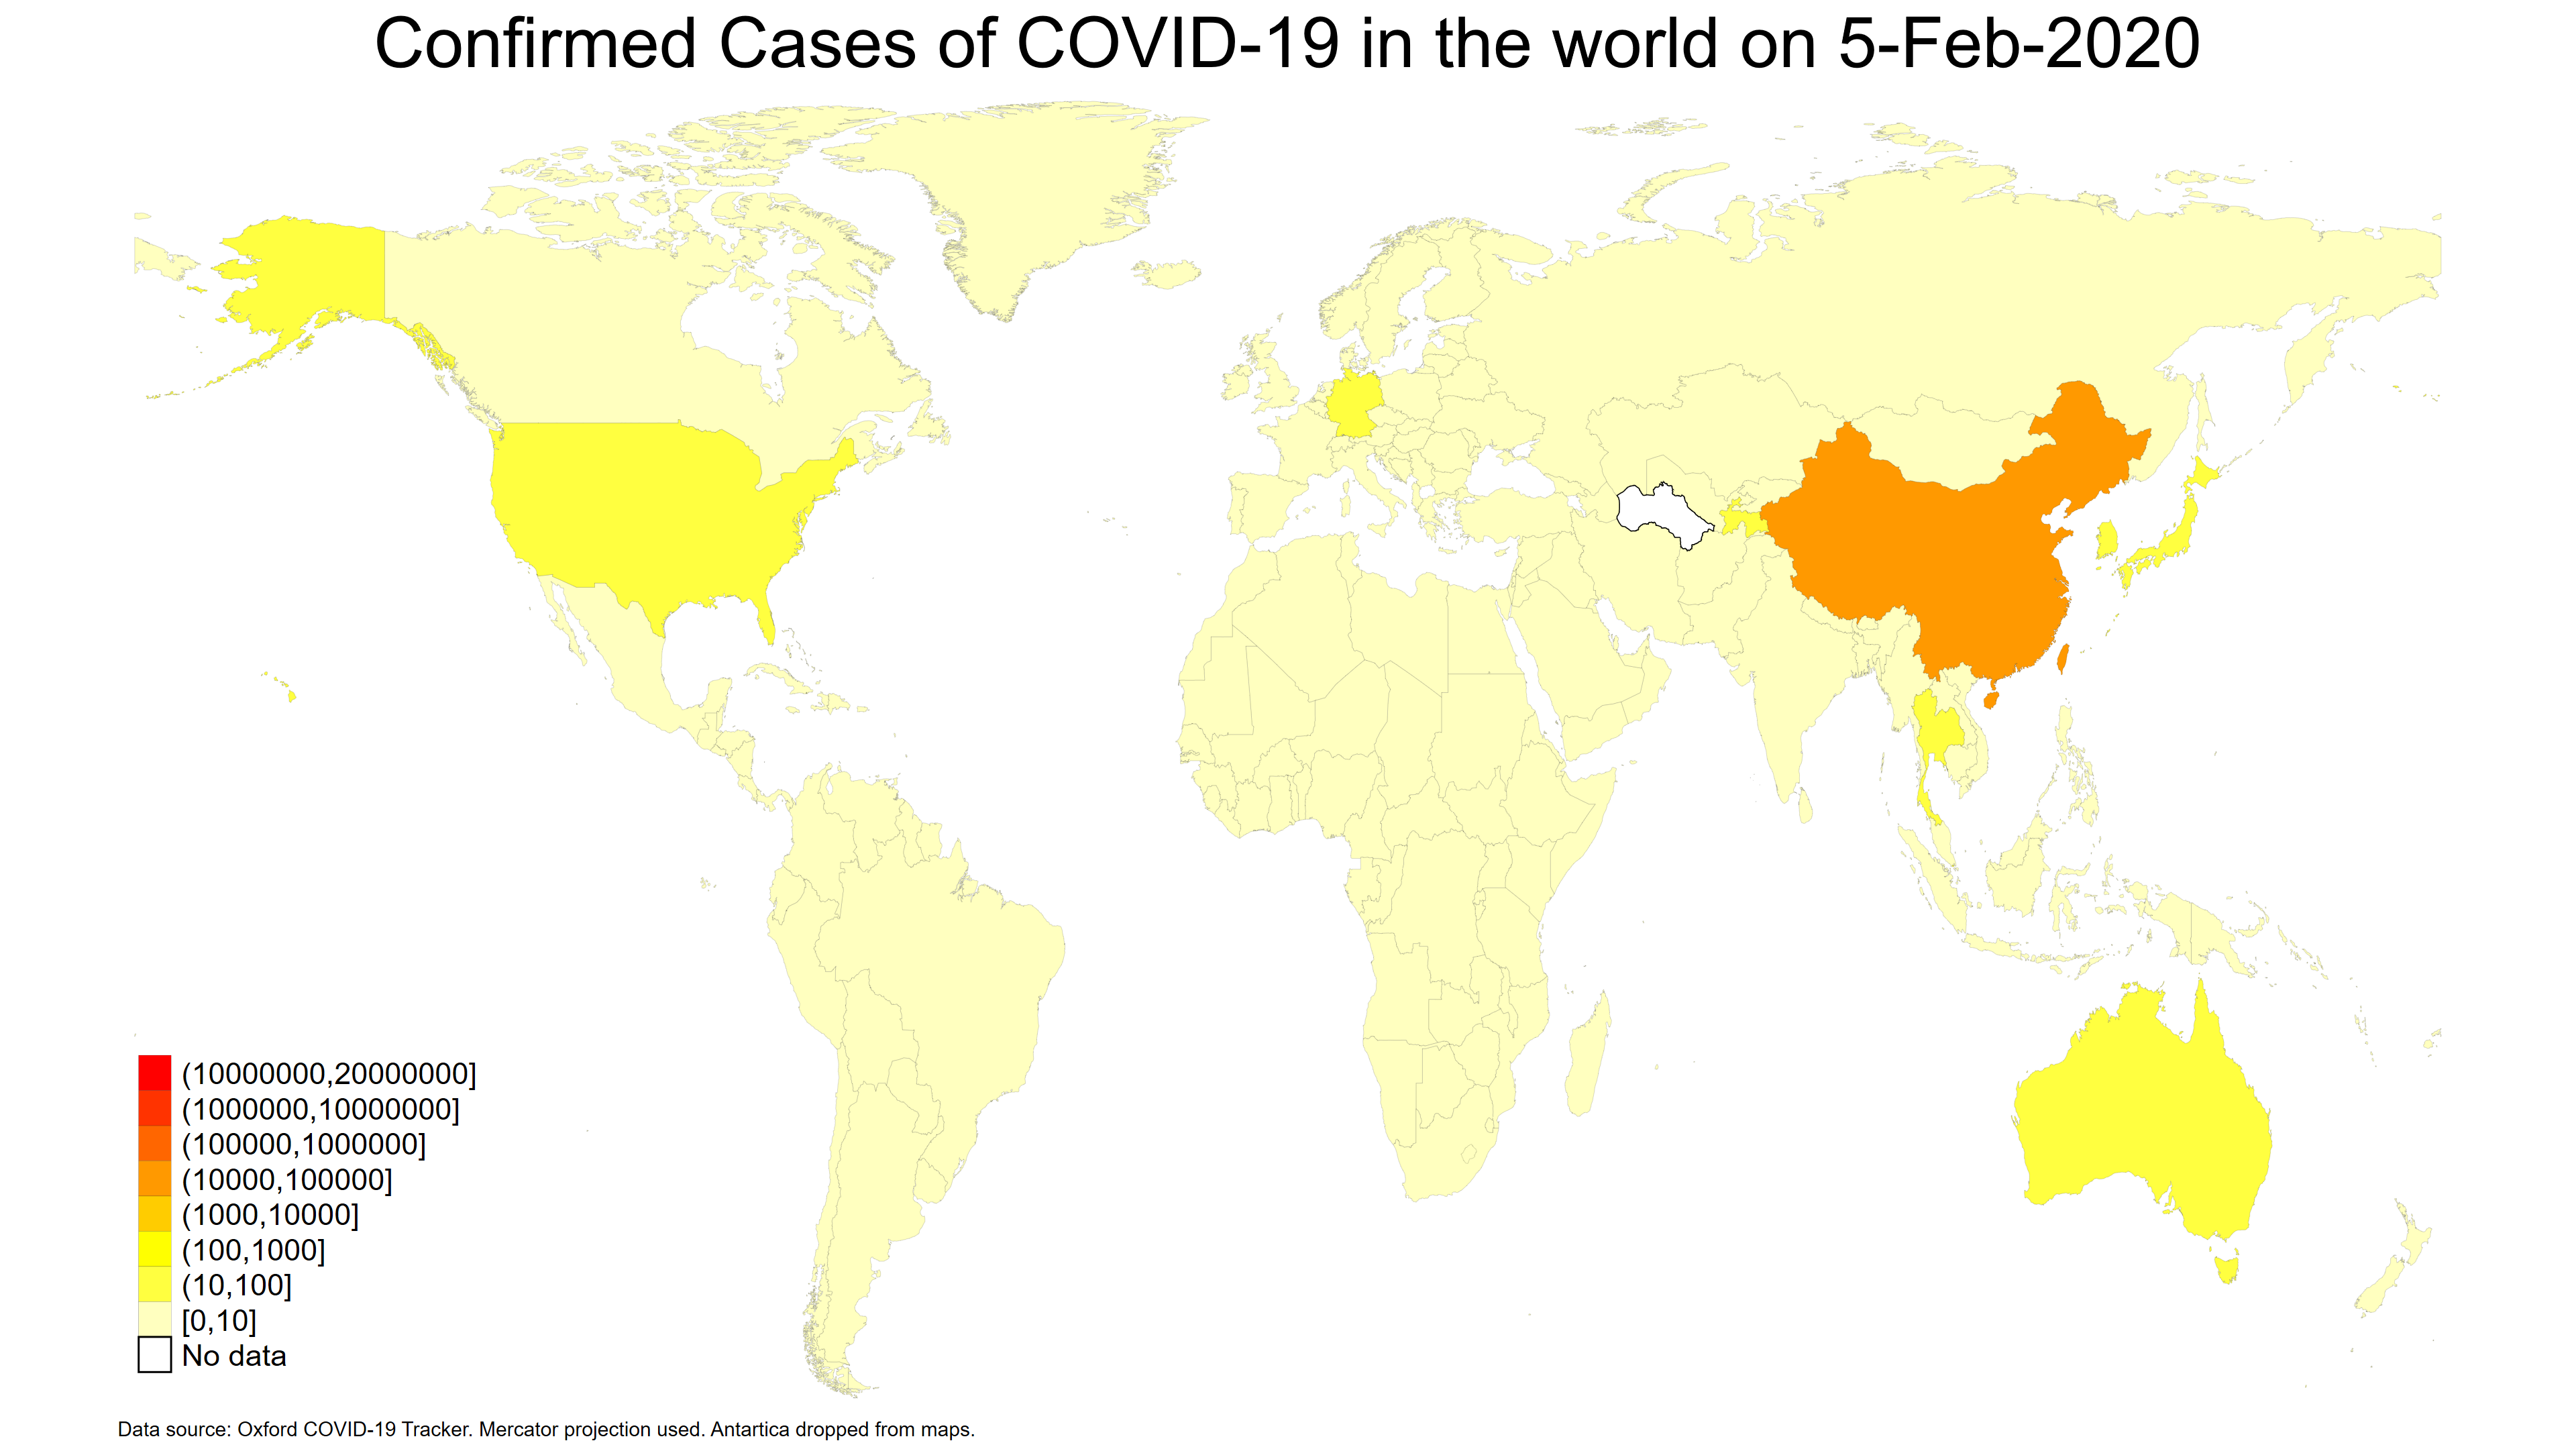 Confirmed Cases of COVID-19 in the world on 5-Feb-2020
(10000000,20000000]
(1000000,10000000]
(100000,1000000]
(10000,100000]
(1000,10000]
(100,1000]
(10,100]
[0,10]
No data
Data source: Oxford COVID-19 Tracker. Mercator projection used. Antartica dropped from maps.